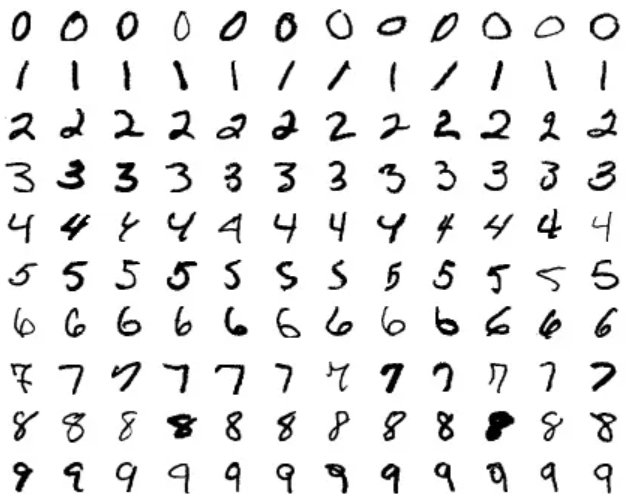 0 0 0 0 0 0 0 0 0 0 0 0
1 1 1 1 1 1 1 1 1 1 1 1
2 2 2 2 2 2 2 2 2 2 2 2
3 3 3 3 3 3 3 3 3 3 3 3
4 4 4 4 4 4 4 4 4 4 4 4
5 5 5 5 5 5 5 5 5 5 5 5
6 6 6 6 6 6 6 6 6 6 6 6
7 7 7 7 7 7 7 7 7 7 7 7
8 8 8 8 8 8 8 8 8 8 8 8
9 9 9 9 9 9 9 9 9 9 9 9